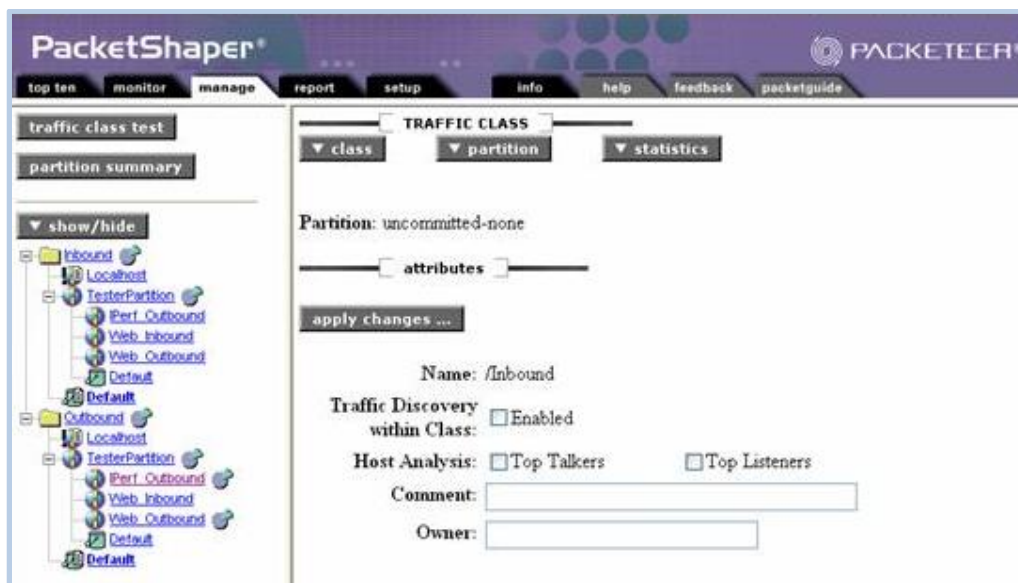 PacketShaper®
PACKETEER®
top ten monitor manage report setup info help feedback packetguide
traffic class test
partition summary
▼ show/hide
Inbound
Localhost
TesterPartition
IPerf_Outbound
Web_Inbound
Web_Outbound
Default
Default
Outbound
Localhost
TesterPartition
IPerf_Outbound
Web_Inbound
Web_Outbound
Default
Default
TRAFFIC CLASS
▼ class ▼ partition ▼ statistics
Partition: uncommitted-none
attributes
apply changes ...
Name: /Inbound
Traffic Discovery
within Class: Enabled
Host Analysis: Top Talkers Top Listeners
Comment:
Owner: